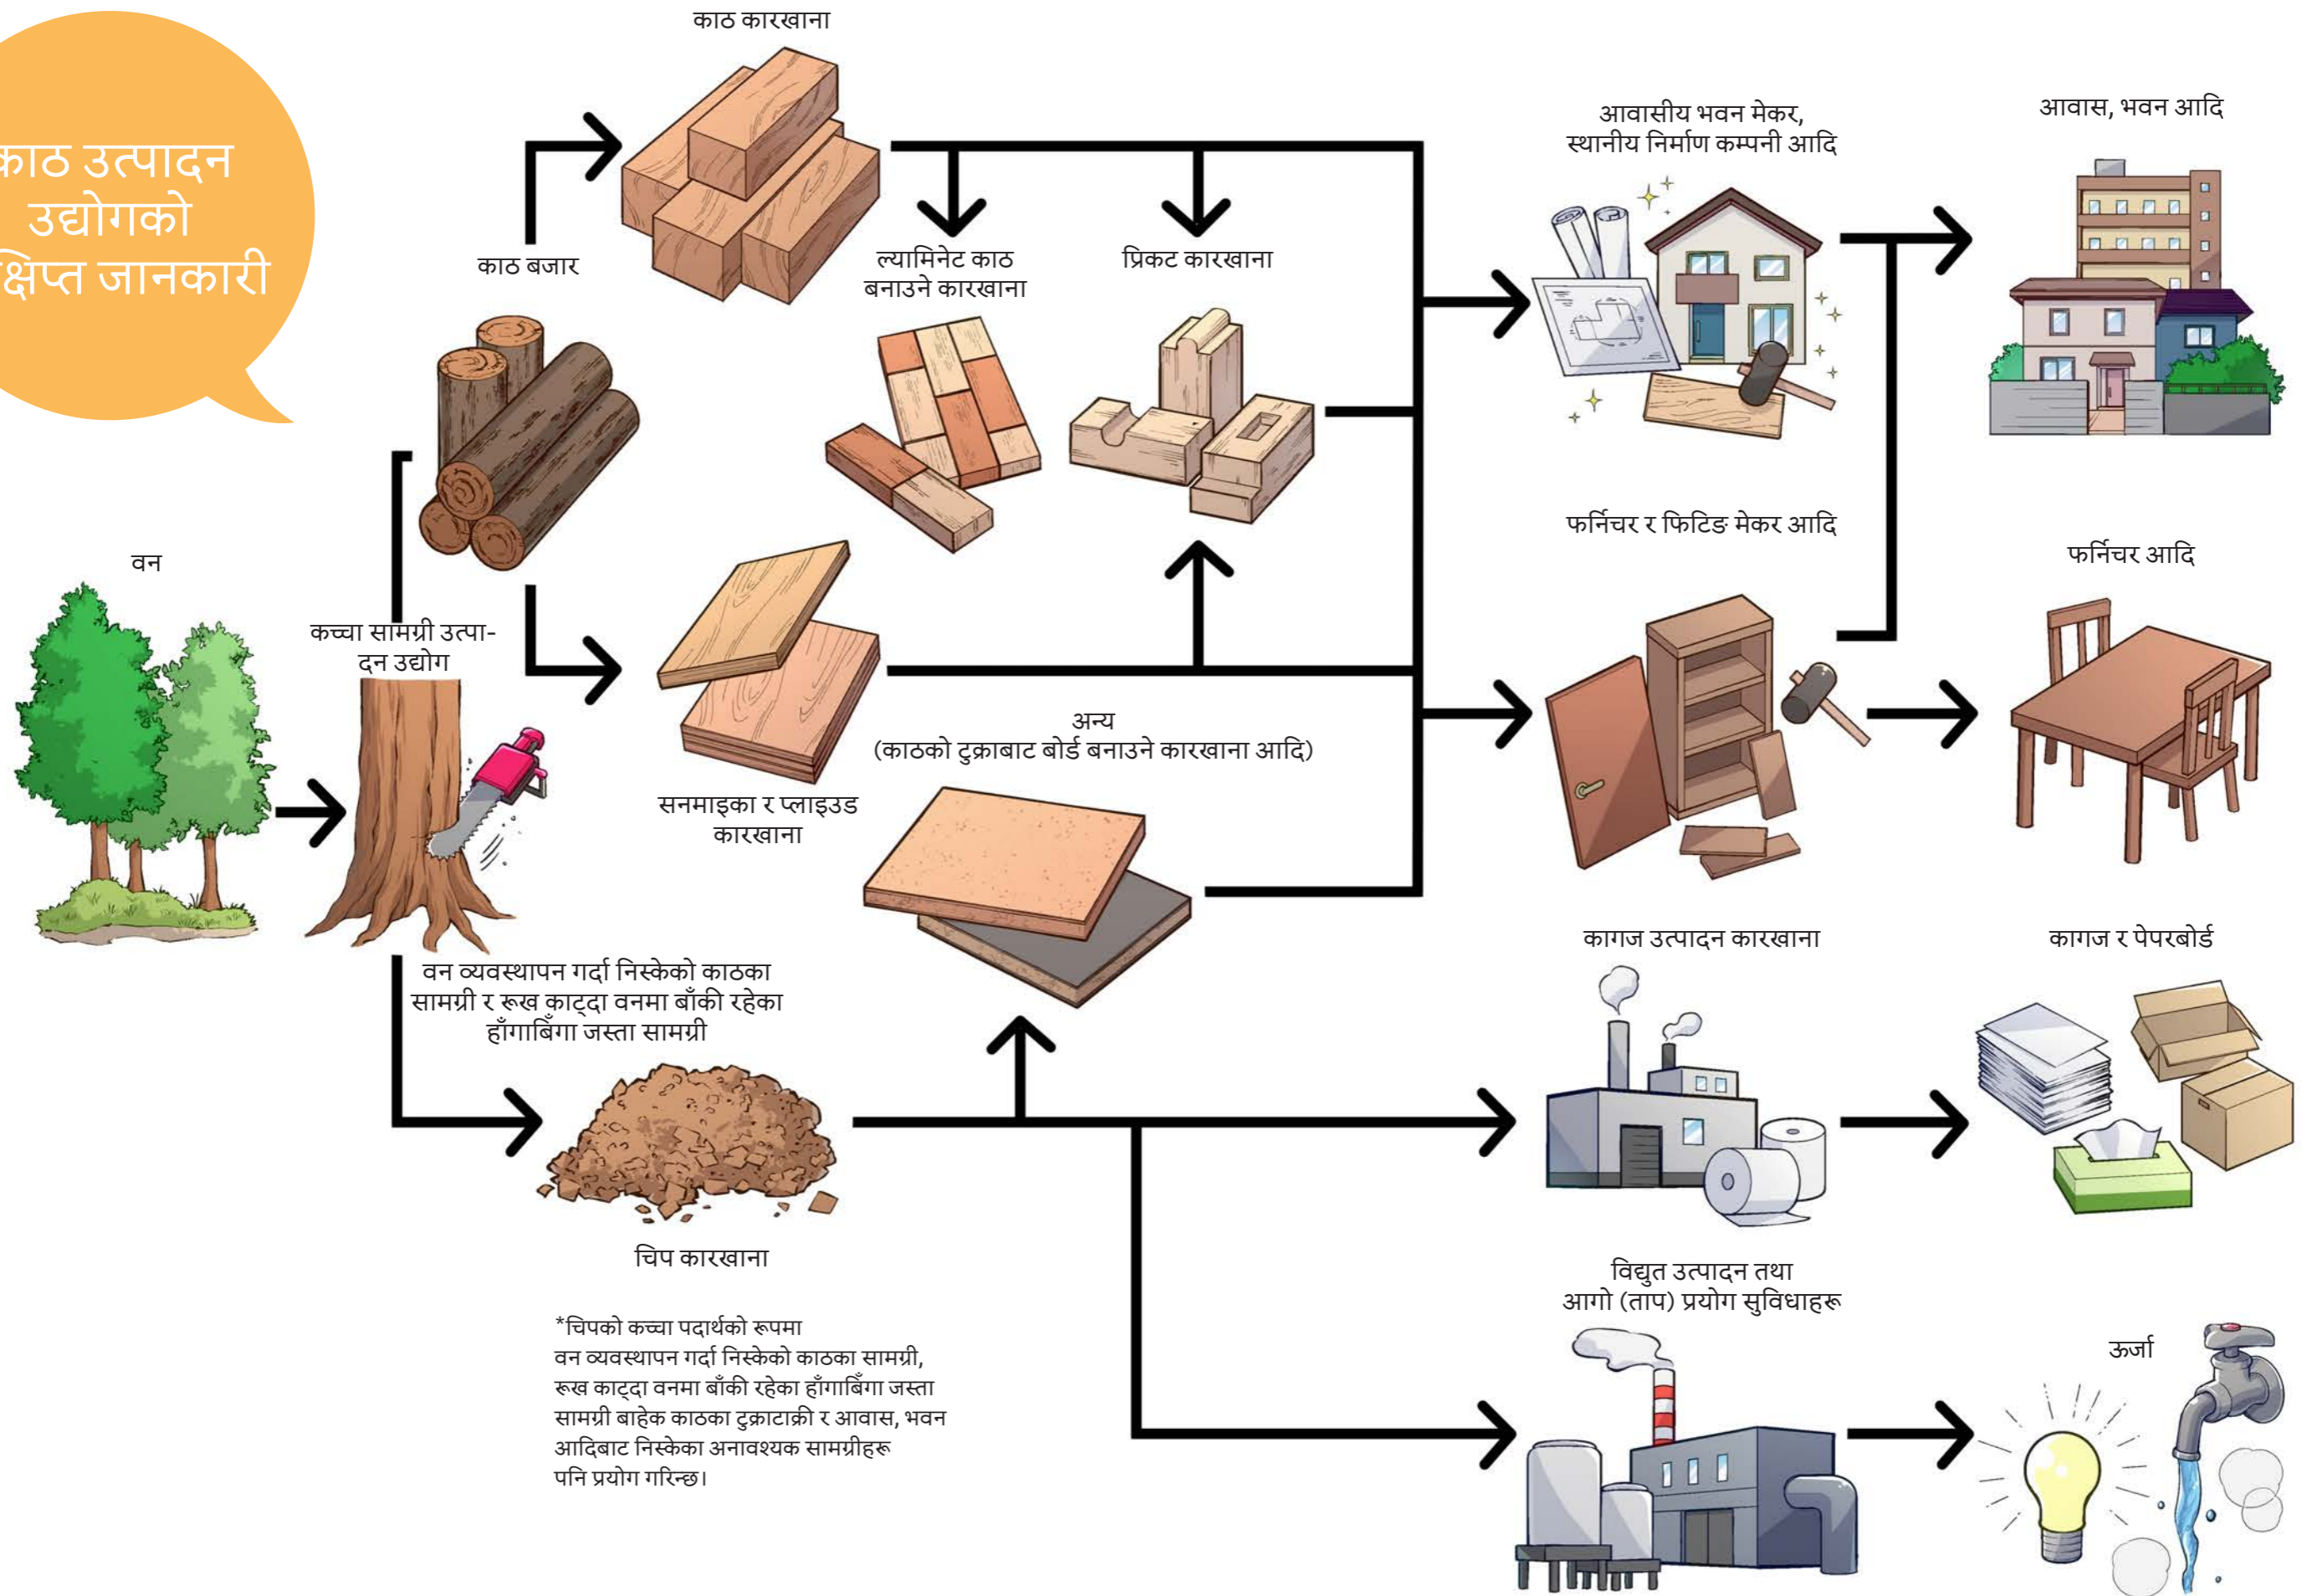 काठ उत्पादन
उद्योगको
जानकारी
काठ कारखाना
काठ बजार
ल्यामिनेट काठ
बनाउने कारखाना
प्रिकट कारखाना
आवासीय भवन मेकर,
स्थानीय निर्माण कम्पनी आदि
आवास, भवन आदि
वन
कच्चा सामग्री उत्पा-
दन उद्योग
सनमाइका र प्लाइउड
कारखाना
अन्य
(काठको टुक्राबाट बोर्ड बनाउने कारखाना आदि)
फर्निचर र फिटिङ मेकर आदि
फर्निचर आदि
वन व्यवस्थापन गर्दा निस्केको काठका
सामग्री र रूख काट्दा वनमा बाँकी रहेका
हाँगाबिँगा जस्ता सामग्री
चिप कारखाना
कागज उत्पादन कारखाना
कागज र पेपरबोर्ड
विद्युत उत्पादन तथा
आगो (ताप) प्रयोग सुविधाहरू
ऊर्जा
*चिपको कच्चा पदार्थको रूपमा
वन व्यवस्थापन गर्दा निस्केको काठका सामग्री,
रूख काट्दा वनमा बाँकी रहेका हाँगाबिँगा जस्ता
सामग्री बाहेक काठका टुक्राटाक्री र आवास, भवन
आदिबाट निस्केका अनावश्यक सामग्रीहरू
पनि प्रयोग गरिन्छ।